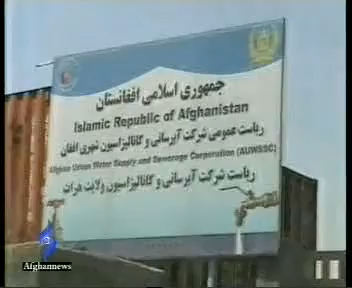 جمهوری اسلامی افغانستان
Islamic Republic of Afghanistan
ریاست عمومی شرکت آبرسانی و کانالیزاسیون شهری افغان
Afghan Urban Water Supply and Sewerage Corporation (AUWSSC)
ریاست شرکت آبرسانی و کانالیزاسیون ولایت هرات
Afghannews